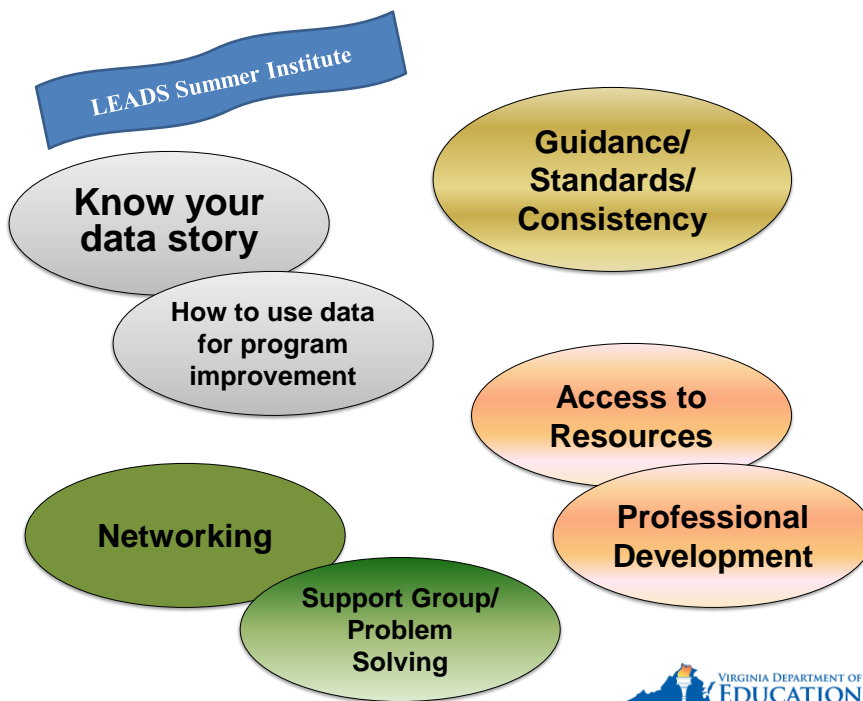 LEADS Summer Institute
Guidance/
Standards/
Consistency
Know your
data story
How to use data
for program
improvement
Access to
Resources
Professional
Development
Networking
Support Group/
Problem
Solving
VIRGINIA DEPARTMENT OF
EDUCATION